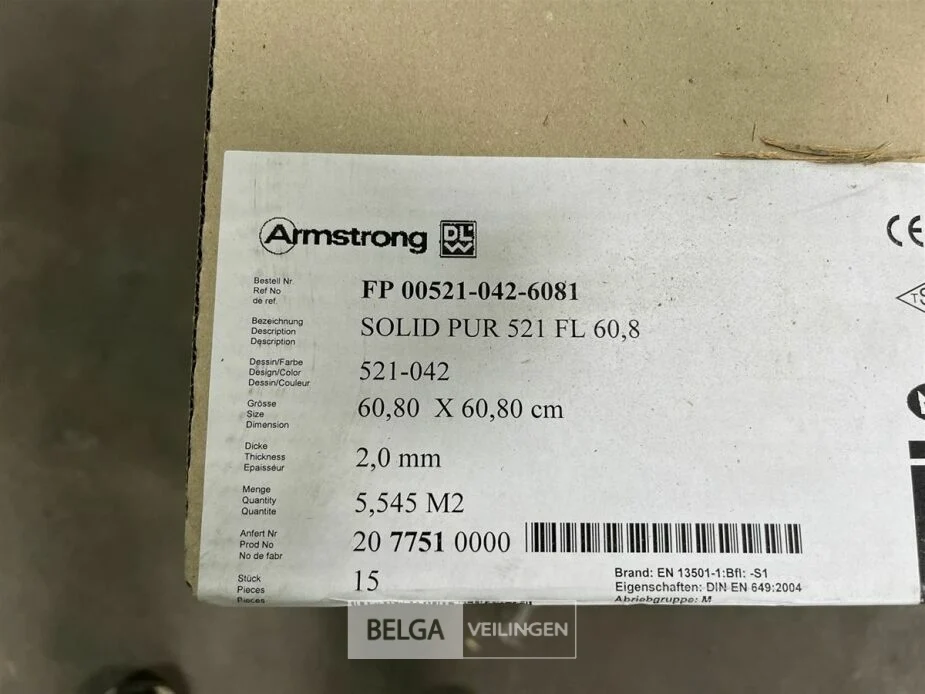 Armstrong DLW
CE
Bestell Nr.
Ref No
de ref.
FP 00521-042-6081
Bezeichnung
Description
Description
SOLID PUR 521 FL 60,8
Dessin/Farbe
Design/Color
Dessin/Couleur
521-042
Grösse
Size
Dimension
60,80 X 60,80 cm
Dicke
Thickness
Epaisseur
2,0 mm
Menge
Quantity
Quantite
5,545 M2
Anfert Nr
Prod No
No de fabr
20 7751 0000
Stück
Pieces
Pieces
15
Brand: EN 13501-1:Bfl: -S1
Eigenschaften: DIN EN 649:2004
Abriebgruppe: M
BELGA VEILINGEN